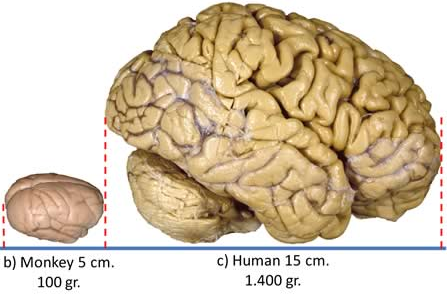 b) Monkey 5 cm.
100 gr.
c) Human 15 cm.
1.400 gr.